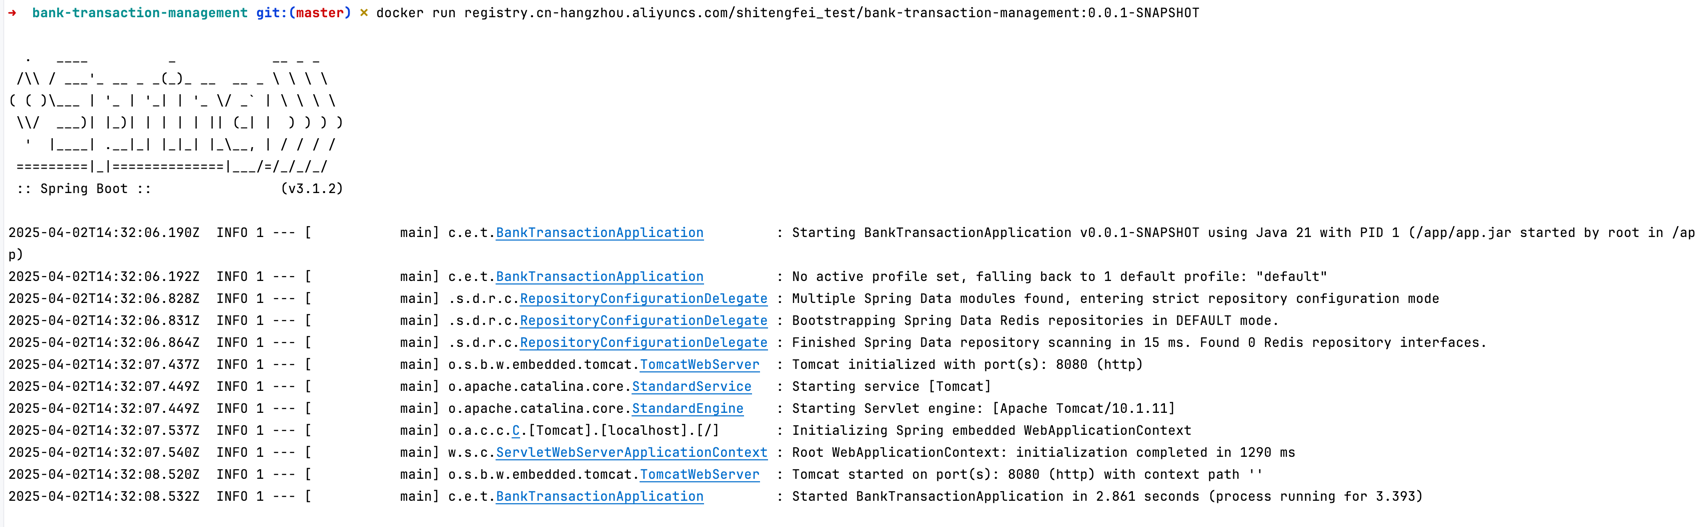 ➜  bank-transaction-management git:(master) ✗ docker run registry.cn-hangzhou.aliyuncs.com/shitengfei_test/bank-transaction-management:0.0.1-SNAPSHOT
  .   ____          _            __ _ _
 /\\ / ___'_ __ _ _(_)_ __  __ _ \ \ \ \
( ( )\___ | '_ | '_| | '_ \/ _` | \ \ \ \
 \\/  ___)| |_)| | | | | || (_| |  ) ) ) )
  '  |____| .__|_| |_|_| |_\__, | / / / /
 =========|_|==============|___/=/_/_/_/
 :: Spring Boot ::                (v3.1.2)
2025-04-02T14:32:06.190Z  INFO 1 --- [           main] c.e.t.BankTransactionApplication         : Starting BankTransactionApplication v0.0.1-SNAPSHOT using Java 21 with PID 1 (/app/app.jar started by root in /ap
p)
2025-04-02T14:32:06.192Z  INFO 1 --- [           main] c.e.t.BankTransactionApplication         : No active profile set, falling back to 1 default profile: "default"
2025-04-02T14:32:06.828Z  INFO 1 --- [           main] .s.d.r.c.RepositoryConfigurationDelegate : Multiple Spring Data modules found, entering strict repository configuration mode
2025-04-02T14:32:06.831Z  INFO 1 --- [           main] .s.d.r.c.RepositoryConfigurationDelegate : Bootstrapping Spring Data Redis repositories in DEFAULT mode.
2025-04-02T14:32:06.864Z  INFO 1 --- [           main] .s.d.r.c.RepositoryConfigurationDelegate : Finished Spring Data repository scanning in 15 ms. Found 0 Redis repository interfaces.
2025-04-02T14:32:07.437Z  INFO 1 --- [           main] o.s.b.w.embedded.tomcat.TomcatWebServer  : Tomcat initialized with port(s): 8080 (http)
2025-04-02T14:32:07.449Z  INFO 1 --- [           main] o.apache.catalina.core.StandardService   : Starting service [Tomcat]
2025-04-02T14:32:07.449Z  INFO 1 --- [           main] o.apache.catalina.core.StandardEngine    : Starting Servlet engine: [Apache Tomcat/10.1.11]
2025-04-02T14:32:07.537Z  INFO 1 --- [           main] o.a.c.c.C.[Tomcat].[localhost].[/]       : Initializing Spring embedded WebApplicationContext
2025-04-02T14:32:07.540Z  INFO 1 --- [           main] w.s.c.ServletWebServerApplicationContext : Root WebApplicationContext: initialization completed in 1290 ms
2025-04-02T14:32:08.520Z  INFO 1 --- [           main] o.s.b.w.embedded.tomcat.TomcatWebServer  : Tomcat started on port(s): 8080 (http) with context path ''
2025-04-02T14:32:08.532Z  INFO 1 --- [           main] c.e.t.BankTransactionApplication         : Started BankTransactionApplication in 2.861 seconds (process running for 3.393)